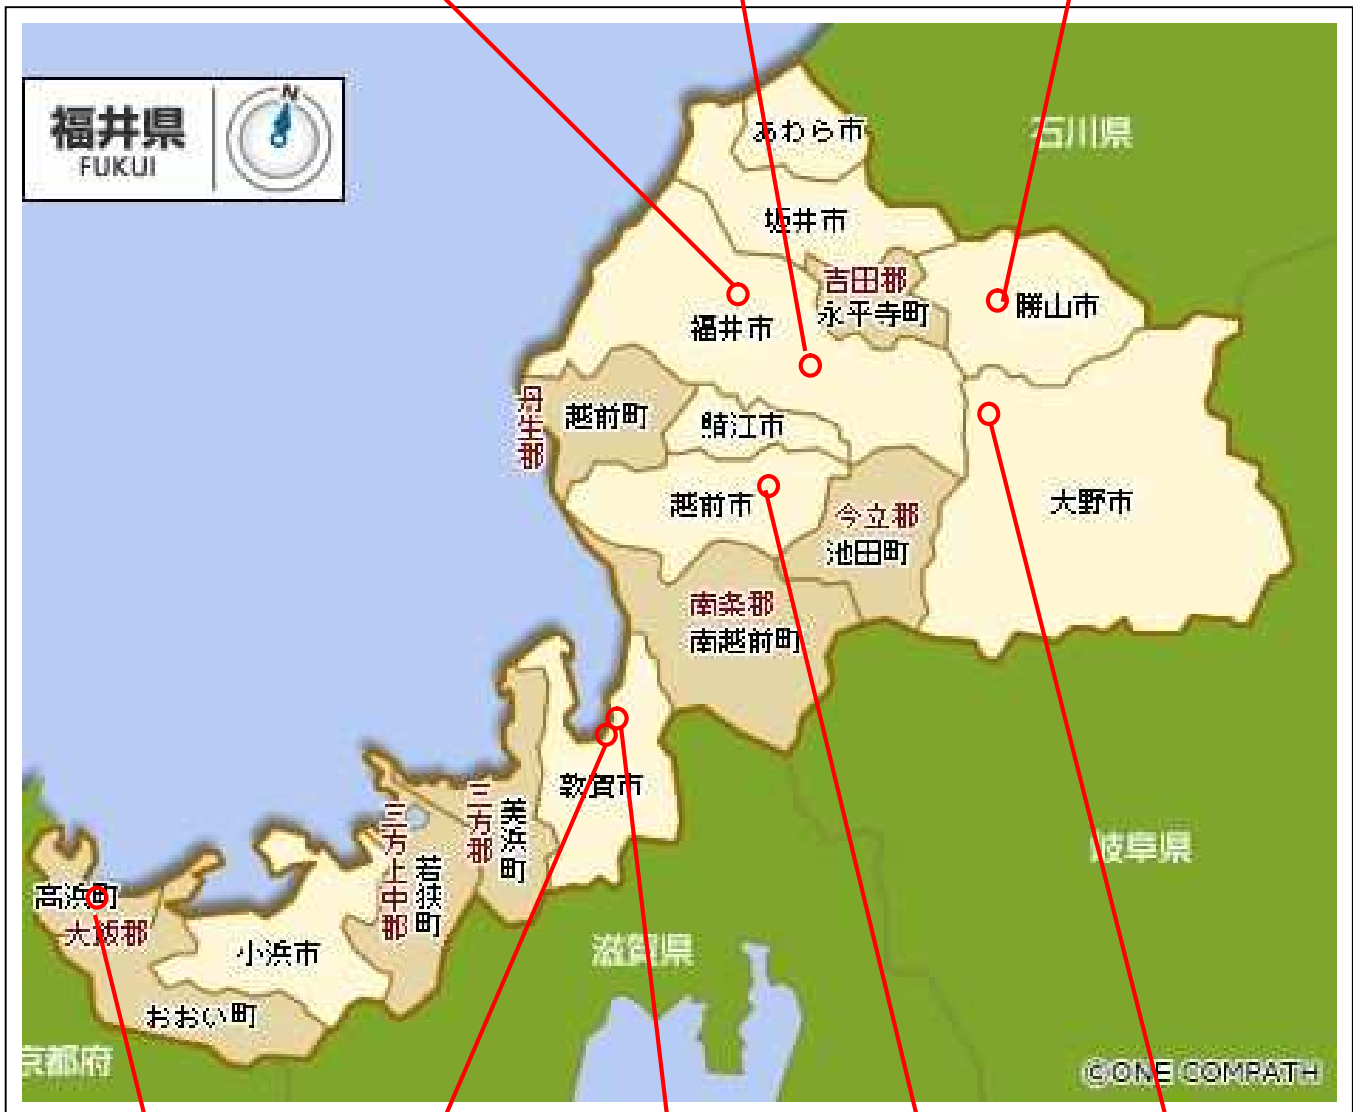 福井県
FUKUI
N
あわら市
石川県
坂井市
吉田郡
永平寺町
勝山市
福井市
丹生郡
越前町
鯖江市
越前市
今立郡
池田町
大野市
南条郡
南越前町
敦賀市
三方郡
美浜町
三方上中郡
若狭町
高浜町
大飯郡
小浜市
おおい町
岐阜県
滋賀県
京都府
©ONE COMPATH